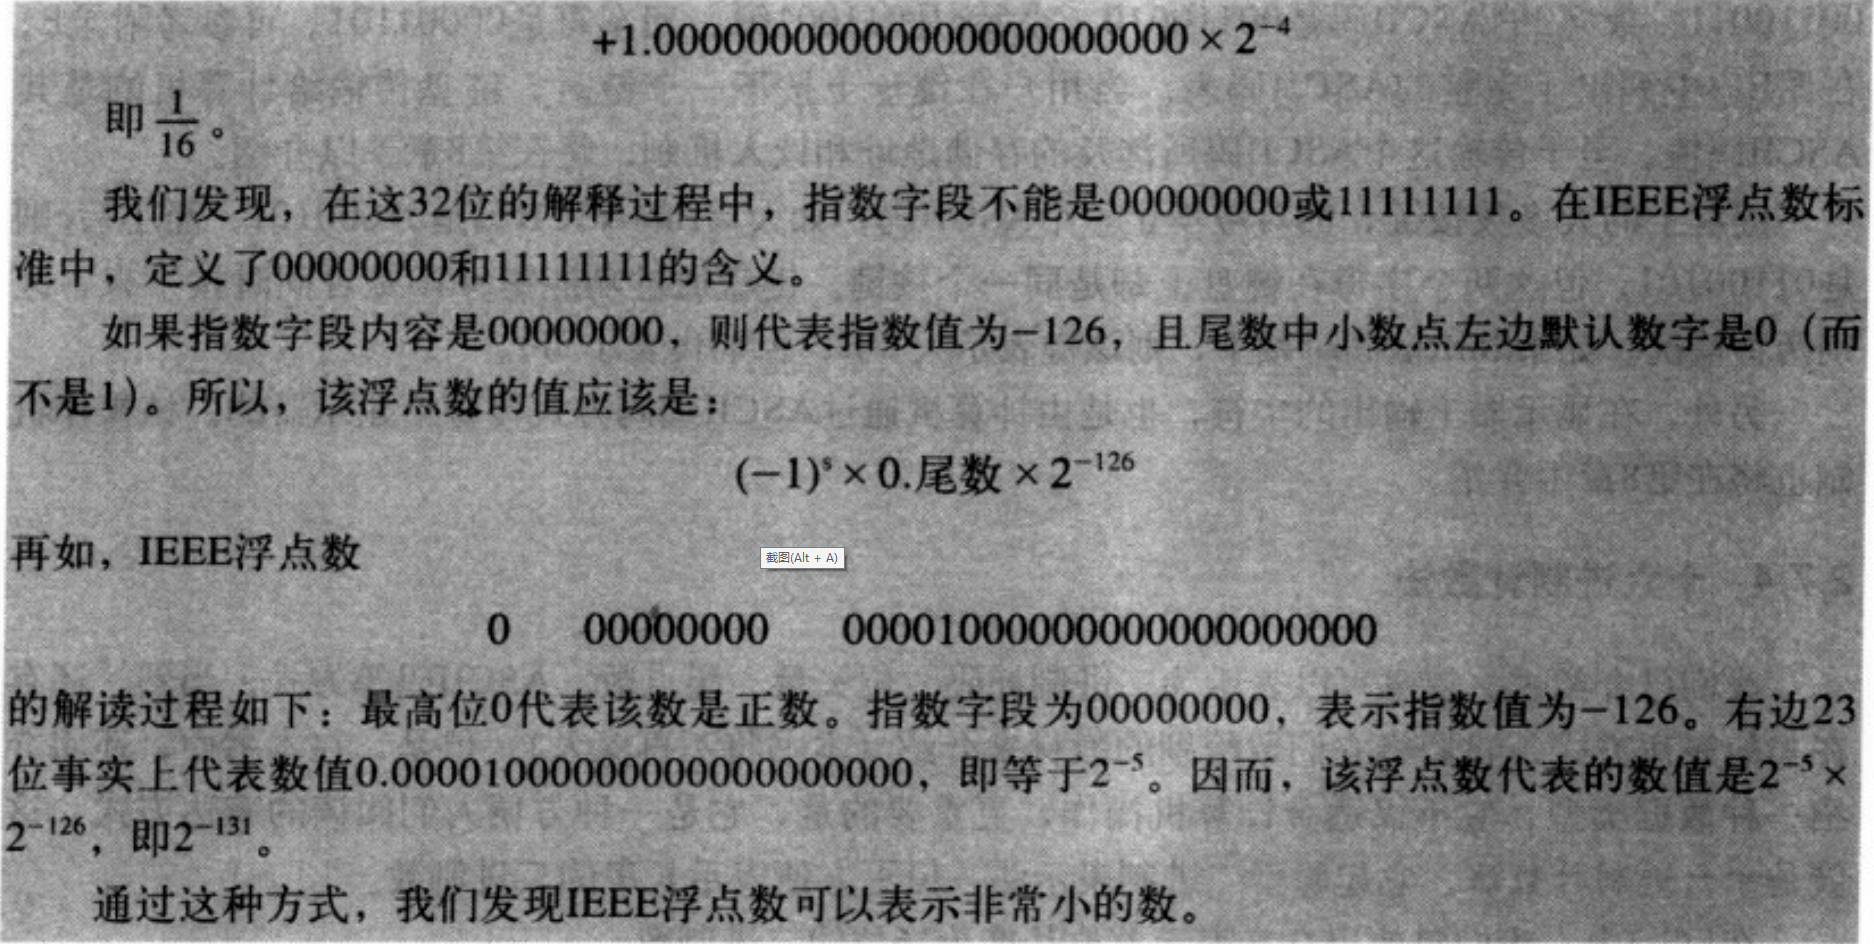 +1.00000000000000000000000 × 2⁻⁴
即 1/16 。
我们发现，在这32位的解释过程中，指数字段不能是00000000或11111111。在IEEE浮点数标
准中，定义了00000000和11111111的含义。
如果指数字段内容是00000000，则代表指数值为−126，且尾数中小数点左边默认数字是0（而
不是1）。所以，该浮点数的值应该是：
(−1)ˢ × 0.尾数 × 2⁻¹²⁶
再如，IEEE浮点数
截图(Alt + A)
0 00000000 00001000000000000000000
的解读过程如下：最高位0代表该数是正数。指数字段为00000000，表示指数值为−126。右边23
位事实上代表数值0.00001000000000000000000，即等于2⁻⁵。因而，该浮点数代表的数值是2⁻⁵ ×
2⁻¹²⁶，即2⁻¹³¹。
通过这种方式，我们发现IEEE浮点数可以表示非常小的数。